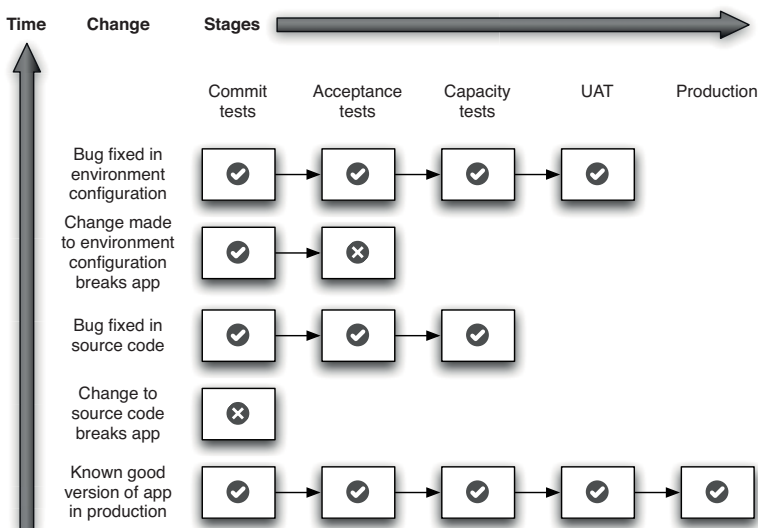 Time Change Stages
Commit
tests
Acceptance
tests
Capacity
tests
UAT
Production
Bug fixed in
environment
configuration
Change made
to environment
configuration
breaks app
Bug fixed in
source code
Change to
source code
breaks app
Known good
version of app
in production